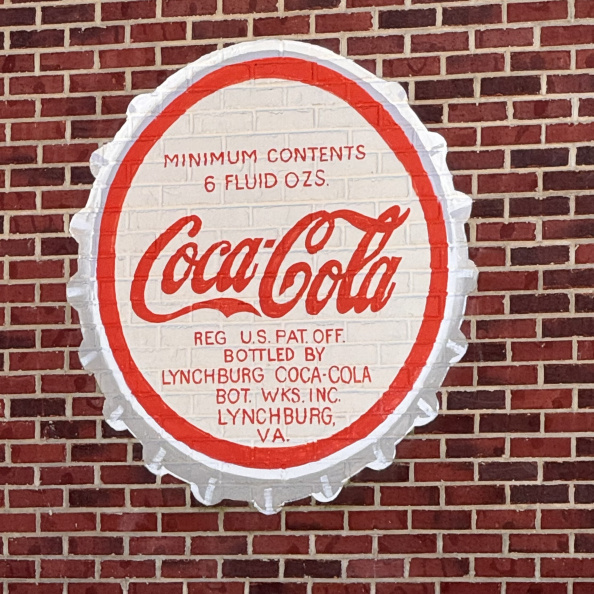 MINIMUM CONTENTS
6 FLUID OZS.
Coca-Cola
REG U.S. PAT. OFF.
BOTTLED BY
LYNCHBURG COCA-COLA
BOT. WKS. INC.
LYNCHBURG,
VA.